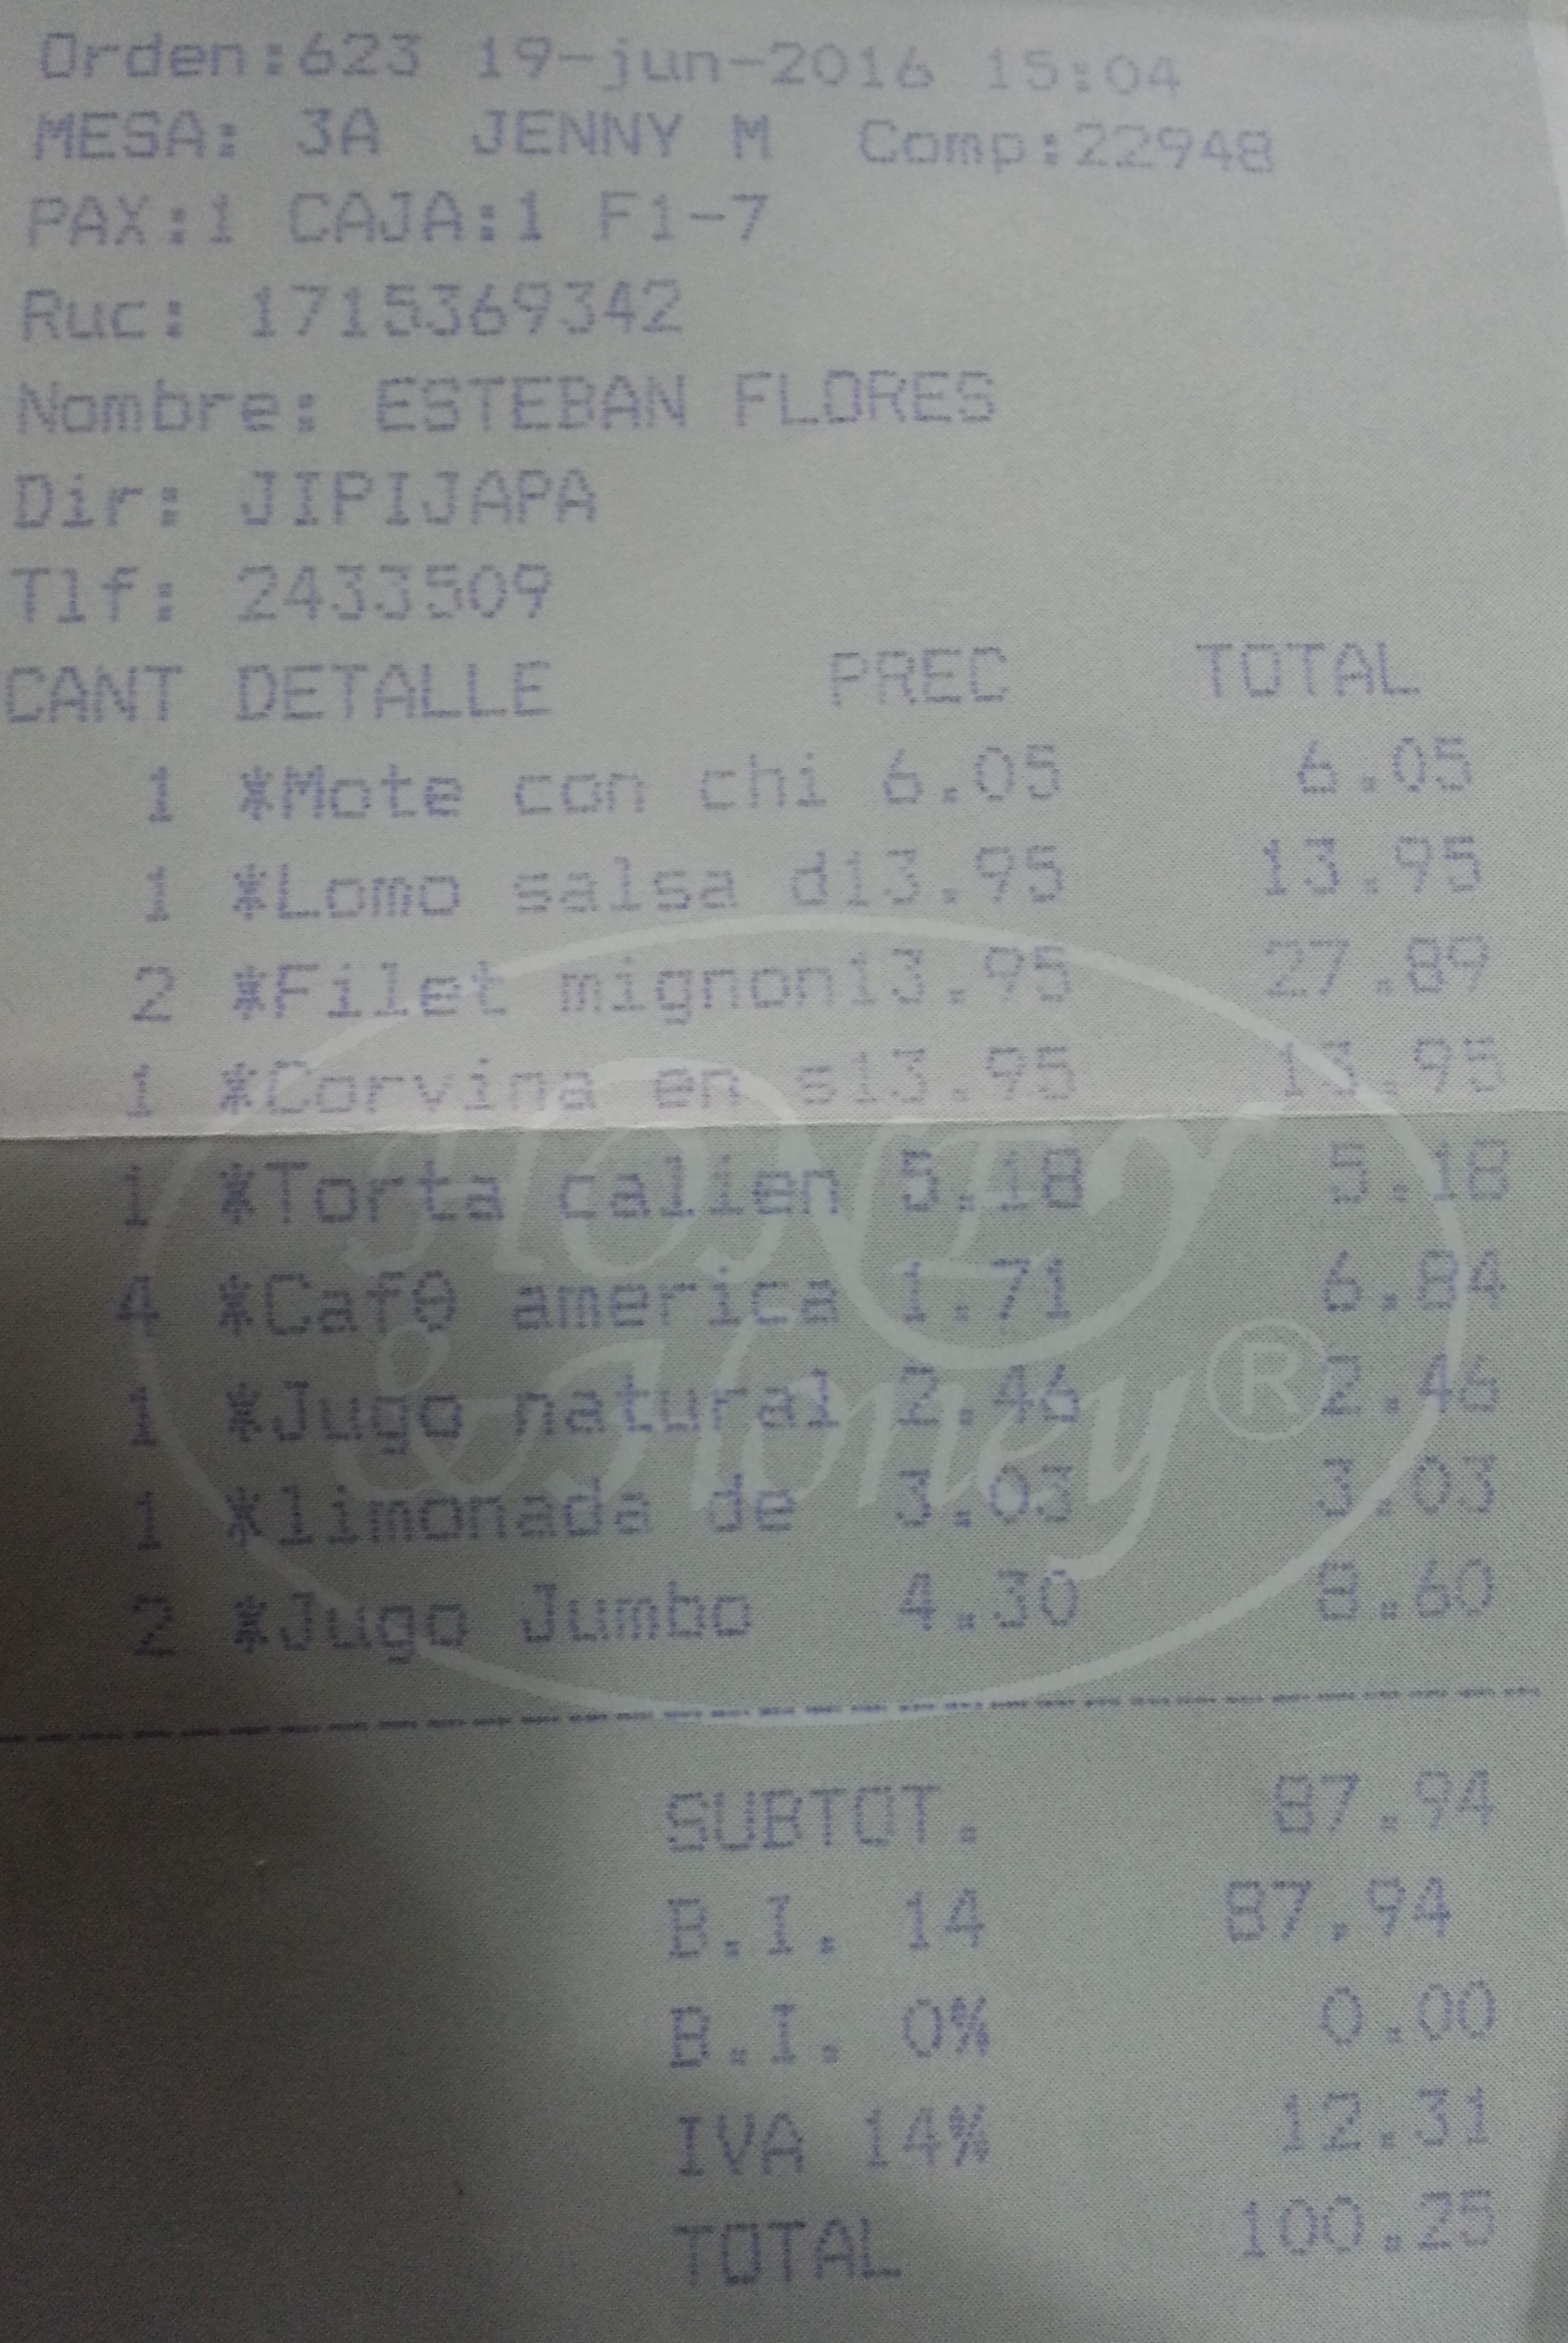 Orden:623 19-jun-2016 15:04
MESA: 3A JENNY M Comp:22948
PAX:1 CAJA:1 F1-7
Ruc: 1715369342
Nombre: ESTEBAN FLORES
Dir: JIPIJAPA
Tlf: 2433509
CANT DETALLE PREC TOTAL
1 *Mote con chi 6.05 6.05
1 *Lomo salsa d13.95 13.95
2 *Filet mignon13.95 27.89
1 *Corvina en s13.95 13.95
1 *Torta calien 5.18 5.18
4 *Cafθ america 1.71 6.84
1 *Jugo natural 2.46 2.46
1 *limonada de 3.03 3.03
2 *Jugo Jumbo 4.30 8.60
HONEY
&Honey®
SUBTOT. 87.94
B.I. 14 87.94
B.I. 0% 0.00
IVA 14% 12.31
TOTAL 100.25